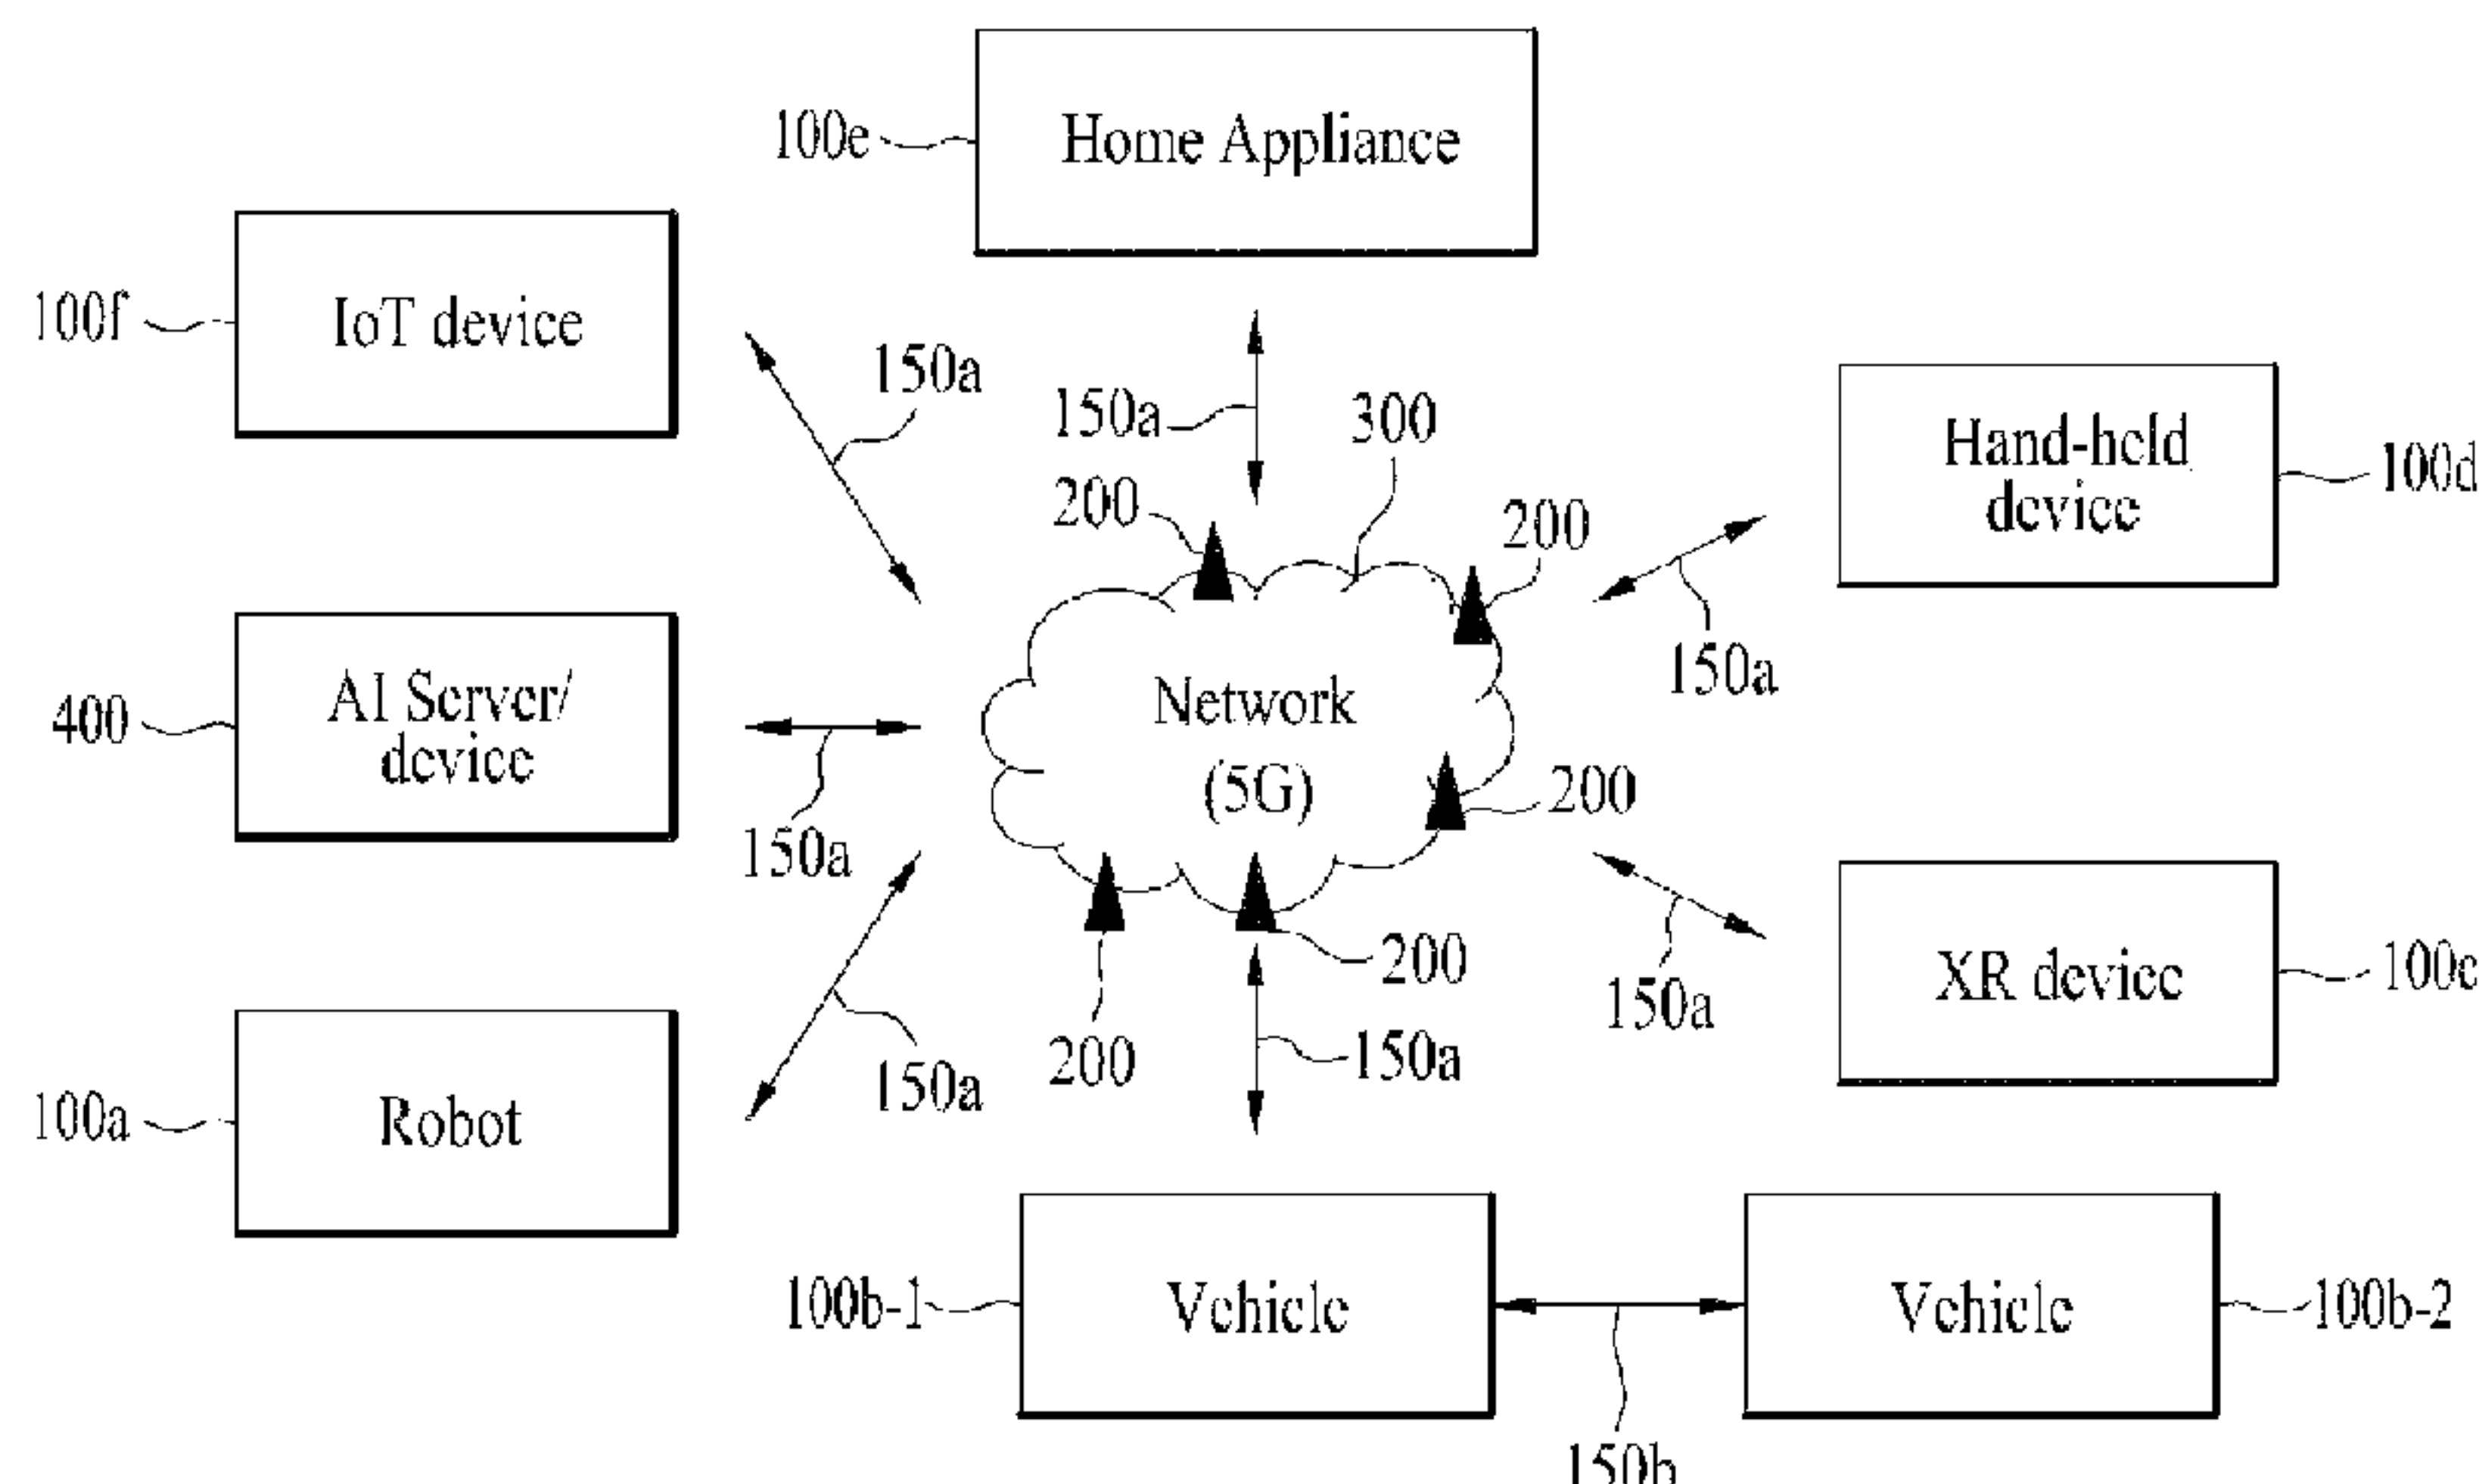 100e
Home Appliance
100f
IoT device
150a
150a
300
Hand-held
device
100d
200
200
150a
400
AI Server/
device
150a
Network
(5G)
200
150a
XR device
100c
200
200
150a
100a
Robot
150a
100b-1
Vehicle
Vehicle
100b-2
150b